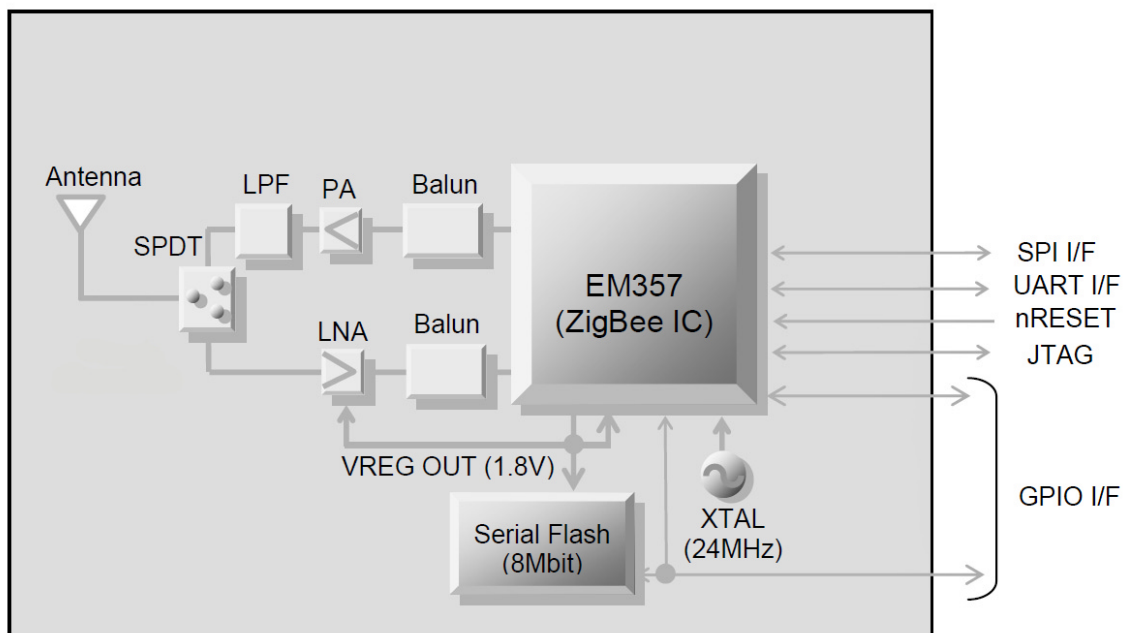 Antenna
LPF
PA
Balun
SPDT
LNA
Balun
EM357
(ZigBee IC)
SPI I/F
UART I/F
nRESET
JTAG
VREG OUT (1.8V)
Serial Flash
(8Mbit)
XTAL
(24MHz)
GPIO I/F